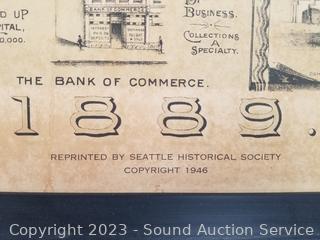 D UP
PITAL,
0,000.
BANK OF COMMERCE
BUSINESS.
COLLECTIONS
A
SPECIALTY.
THE BANK OF COMMERCE.
1889.
REPRINTED BY SEATTLE HISTORICAL SOCIETY
COPYRIGHT 1946
Copyright 2023 - Sound Auction Service